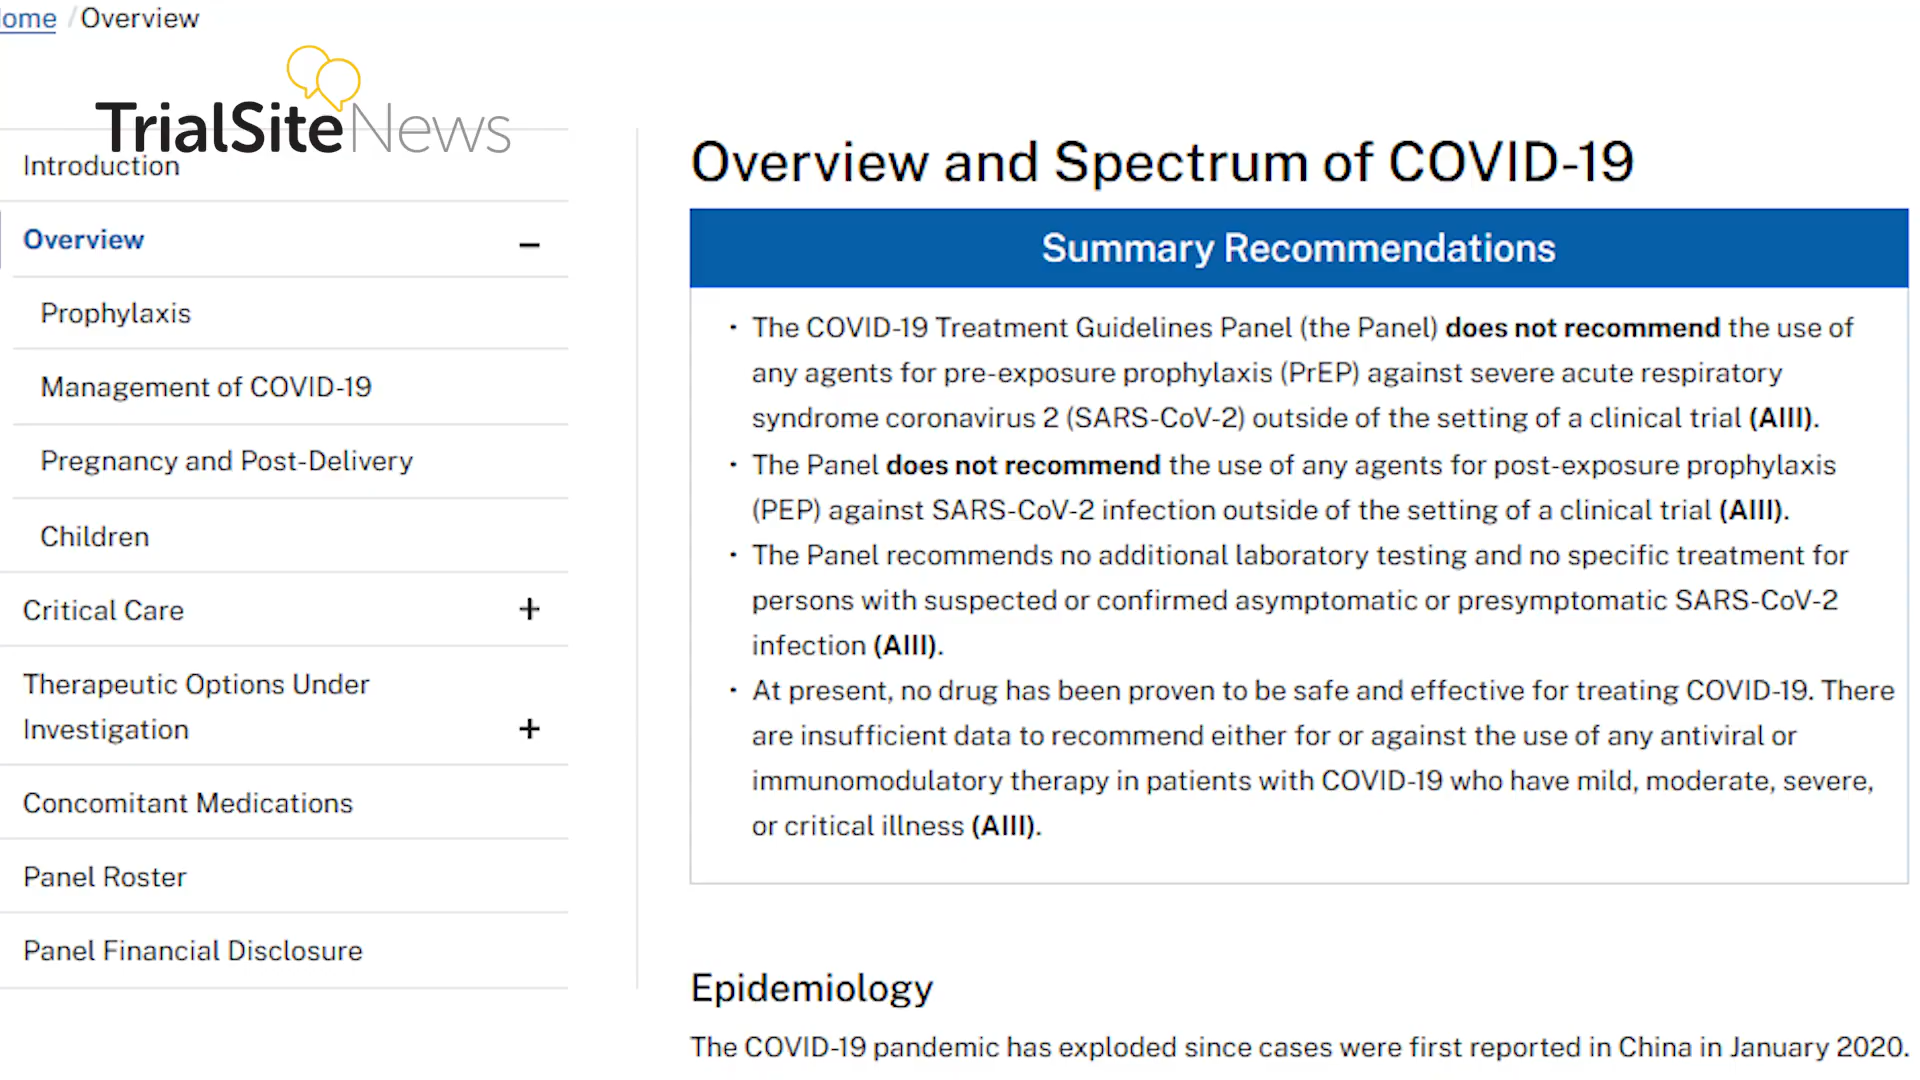 ome / Overview
TrialSiteNews
Introduction
Overview
Prophylaxis
Management of COVID-19
Pregnancy and Post-Delivery
Children
Critical Care
Therapeutic Options Under
Investigation
Concomitant Medications
Panel Roster
Panel Financial Disclosure
Overview and Spectrum of COVID-19
Summary Recommendations
· The COVID-19 Treatment Guidelines Panel (the Panel) does not recommend the use of
any agents for pre-exposure prophylaxis (PrEP) against severe acute respiratory
syndrome coronavirus 2 (SARS-CoV-2) outside of the setting of a clinical trial (AIII).
· The Panel does not recommend the use of any agents for post-exposure prophylaxis
(PEP) against SARS-CoV-2 infection outside of the setting of a clinical trial (AIII).
· The Panel recommends no additional laboratory testing and no specific treatment for
persons with suspected or confirmed asymptomatic or presymptomatic SARS-CoV-2
infection (AIII).
· At present, no drug has been proven to be safe and effective for treating COVID-19. There
are insufficient data to recommend either for or against the use of any antiviral or
immunomodulatory therapy in patients with COVID-19 who have mild, moderate, severe,
or critical illness (AIII).
Epidemiology
The COVID-19 pandemic has exploded since cases were first reported in China in January 2020.